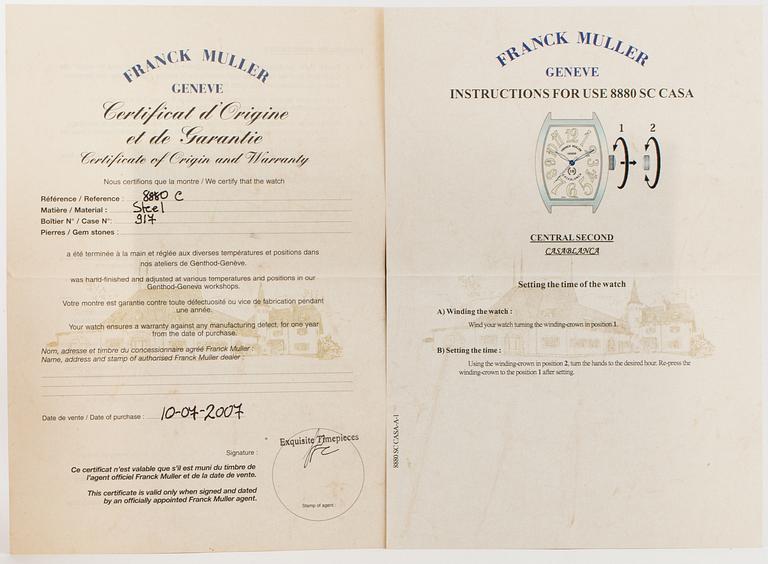 FRANCK MULLER
GENEVE
Certificat d'Origine
et de Garantie
Certificate of Origin and Warranty
Nous certifions que la montre / We certify that the watch
Référence / Reference : 8880 C
Matière / Material : Steel
Boîtier N° / Case N°: 917
Pierres / Gem stones :
a été terminée à la main et réglée aux diverses températures et positions dans
nos ateliers de Genthod-Genève.
was hand-finished and adjusted at various temperatures and positions in our
Genthod-Geneva workshops.
Votre montre est garantie contre toute défectuosité ou vice de fabrication pendant
une année.
Your watch ensures a warranty against any manufacturing defect, for one year
from the date of purchase.
Nom, adresse et timbre du concessionnaire agréé Franck Muller :
Name, address and stamp of authorised Franck Muller dealer :
Date de vente / Date of purchase : 10-07-2007
Signature :
Exquisite Timepieces
Ce certificat n'est valable que s'il est muni du timbre de
l'agent officiel Franck Muller et de la date de vente.
This certificate is valid only when signed and dated
by an officially appointed Franck Muller agent.
Stamp of agent :
FRANCK MULLER
GENEVE
INSTRUCTIONS FOR USE 8880 SC CASA
1 2
CENTRAL SECOND
CASABLANCA
Setting the time of the watch
A) Winding the watch :
Wind your watch turning the winding-crown in position 1.
B) Setting the time :
Using the winding-crown in position 2, turn the hands to the desired hour. Re-press the
winding-crown to the position 1 after setting.
8880 SC CASA-A-1